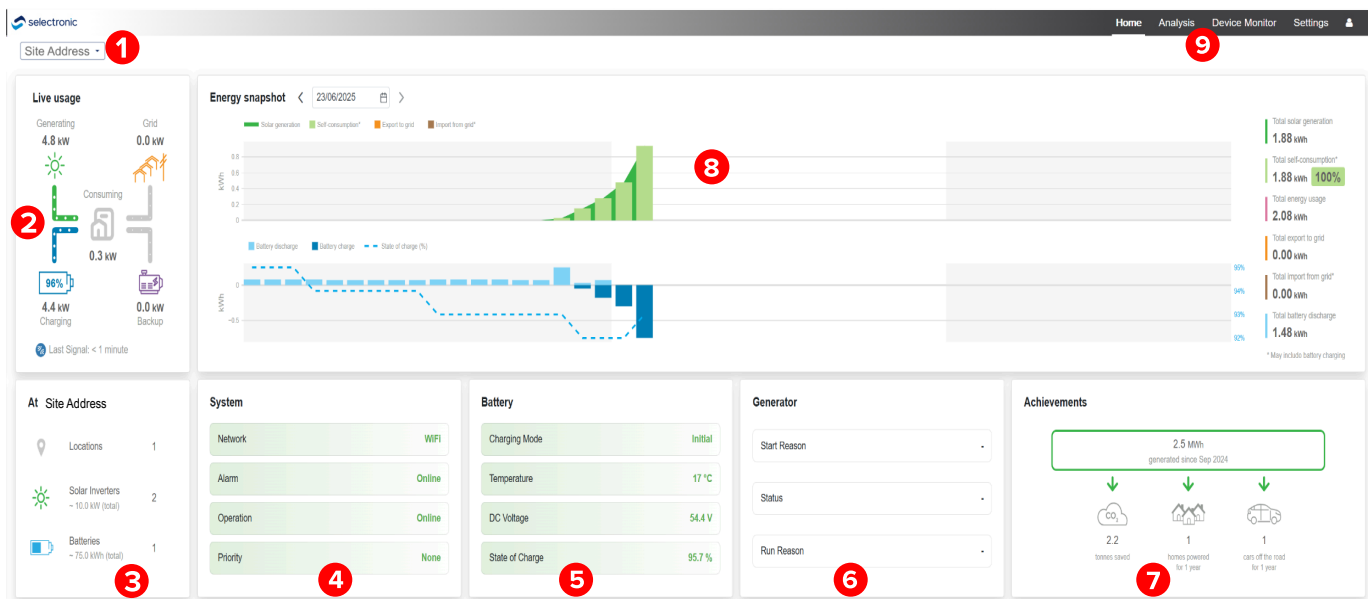 selectronic
Home Analysis Device Monitor Settings
9
Site Address
1
Live usage
Generating
4.8 kW
Grid
0.0 kW
Consuming
0.3 kW
2
96%
4.4 kW
Charging
0.0 kW
Backup
Last Signal: < 1 minute
Energy snapshot 23/06/2025
Solar generation Self-consumption* Export to grid Import from grid*
kWh
0.8
0.6
0.4
0.2
0
8
Battery discharge Battery charge State of charge (%)
kWh
0
-0.5
95%
94%
93%
92%
Total solar generation
1.88 kWh
Total self-consumption*
1.88 kWh 100%
Total energy usage
2.08 kWh
Total export to grid
0.00 kWh
Total import from grid*
0.00 kWh
Total battery discharge
1.48 kWh
* May include battery charging
At Site Address
Locations 1
Solar Inverters 2
~ 10.0 kW (total)
Batteries 1
~ 75.0 kWh (total)
3
System
Network WiFi
Alarm Online
Operation Online
Priority None
4
Battery
Charging Mode Initial
Temperature 17 °C
DC Voltage 54.4 V
State of Charge 95.7 %
5
Generator
Start Reason -
Status -
Run Reason -
6
Achievements
2.5 MWh
generated since Sep 2024
CO2
2.2
tonnes saved
1
homes powered
for 1 year
1
cars off the road
for 1 year
7